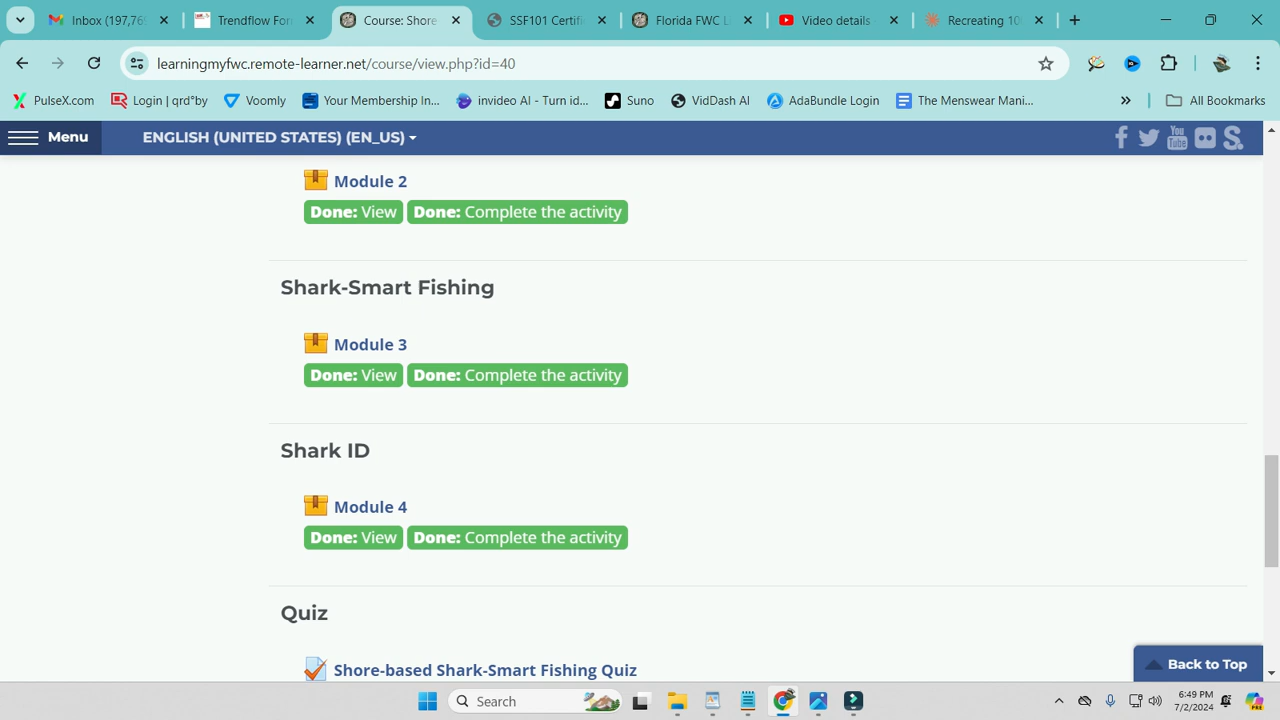 Inbox (197,76
Trendflow For
Course: Shore
SSF101 Certifi
Florida FWC L
Video details
Recreating 10
learningmyfwc.remote-learner.net/course/view.php?id=40
PulseX.com
Login | qrd°by
Voomly
Your Membership In...
invideo AI - Turn id...
Suno
VidDash AI
AdaBundle Login
The Menswear Mani...
All Bookmarks
Menu
ENGLISH (UNITED STATES) ‎(EN_US)‎
You Tube
Module 2
Done: View Done: Complete the activity
Shark-Smart Fishing
Module 3
Done: View Done: Complete the activity
Shark ID
Module 4
Done: View Done: Complete the activity
Quiz
Shore-based Shark-Smart Fishing Quiz
Back to Top
Search
6:49 PM
7/2/2024